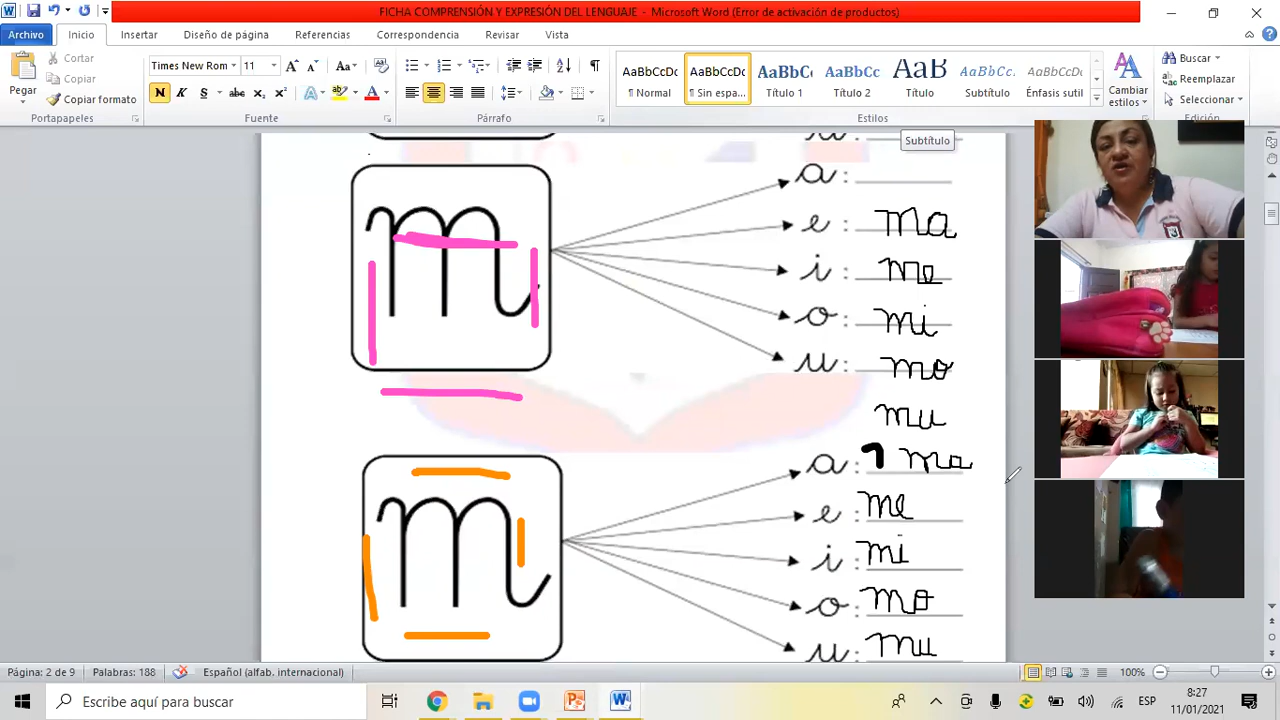 FICHA COMPRENSIÓN Y EXPRESIÓN DEL LENGUAJE - Microsoft Word (Error de activación de productos)
Archivo Inicio Insertar Diseño de página Referencias Correspondencia Revisar Vista
Pegar
Cortar
Copiar
Copiar formato
Portapapeles
Times New Rom 11
N K S abc x₂ x²
Fuente
Párrafo
AaBbCcDc AaBbCcDc AaBbC AaBbCc AaB AaBbCc. AaBbCcDc
¶ Normal ¶ Sin espa... Título 1 Título 2 Título Subtítulo Énfasis sutil
Cambiar estilos
Estilos
Buscar
Reemplazar
Seleccionar
Edición
Subtítulo
m
a :
e : ma
i : me
o : mi
u : mo
mu
m
a : ma
e : me
i : mi
o : mo
u : mu
Página: 2 de 9 Palabras: 188 Español (alfab. internacional) 100%
Escribe aquí para buscar
ESP
8:27
11/01/2021